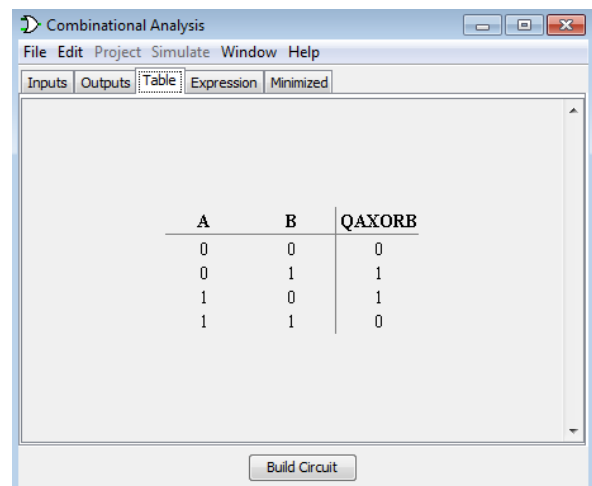 Combinational Analysis
File Edit Project Simulate Window Help
Inputs Outputs Table Expression Minimized
A B QAXORB
0 0 0
0 1 1
1 0 1
1 1 0
Build Circuit